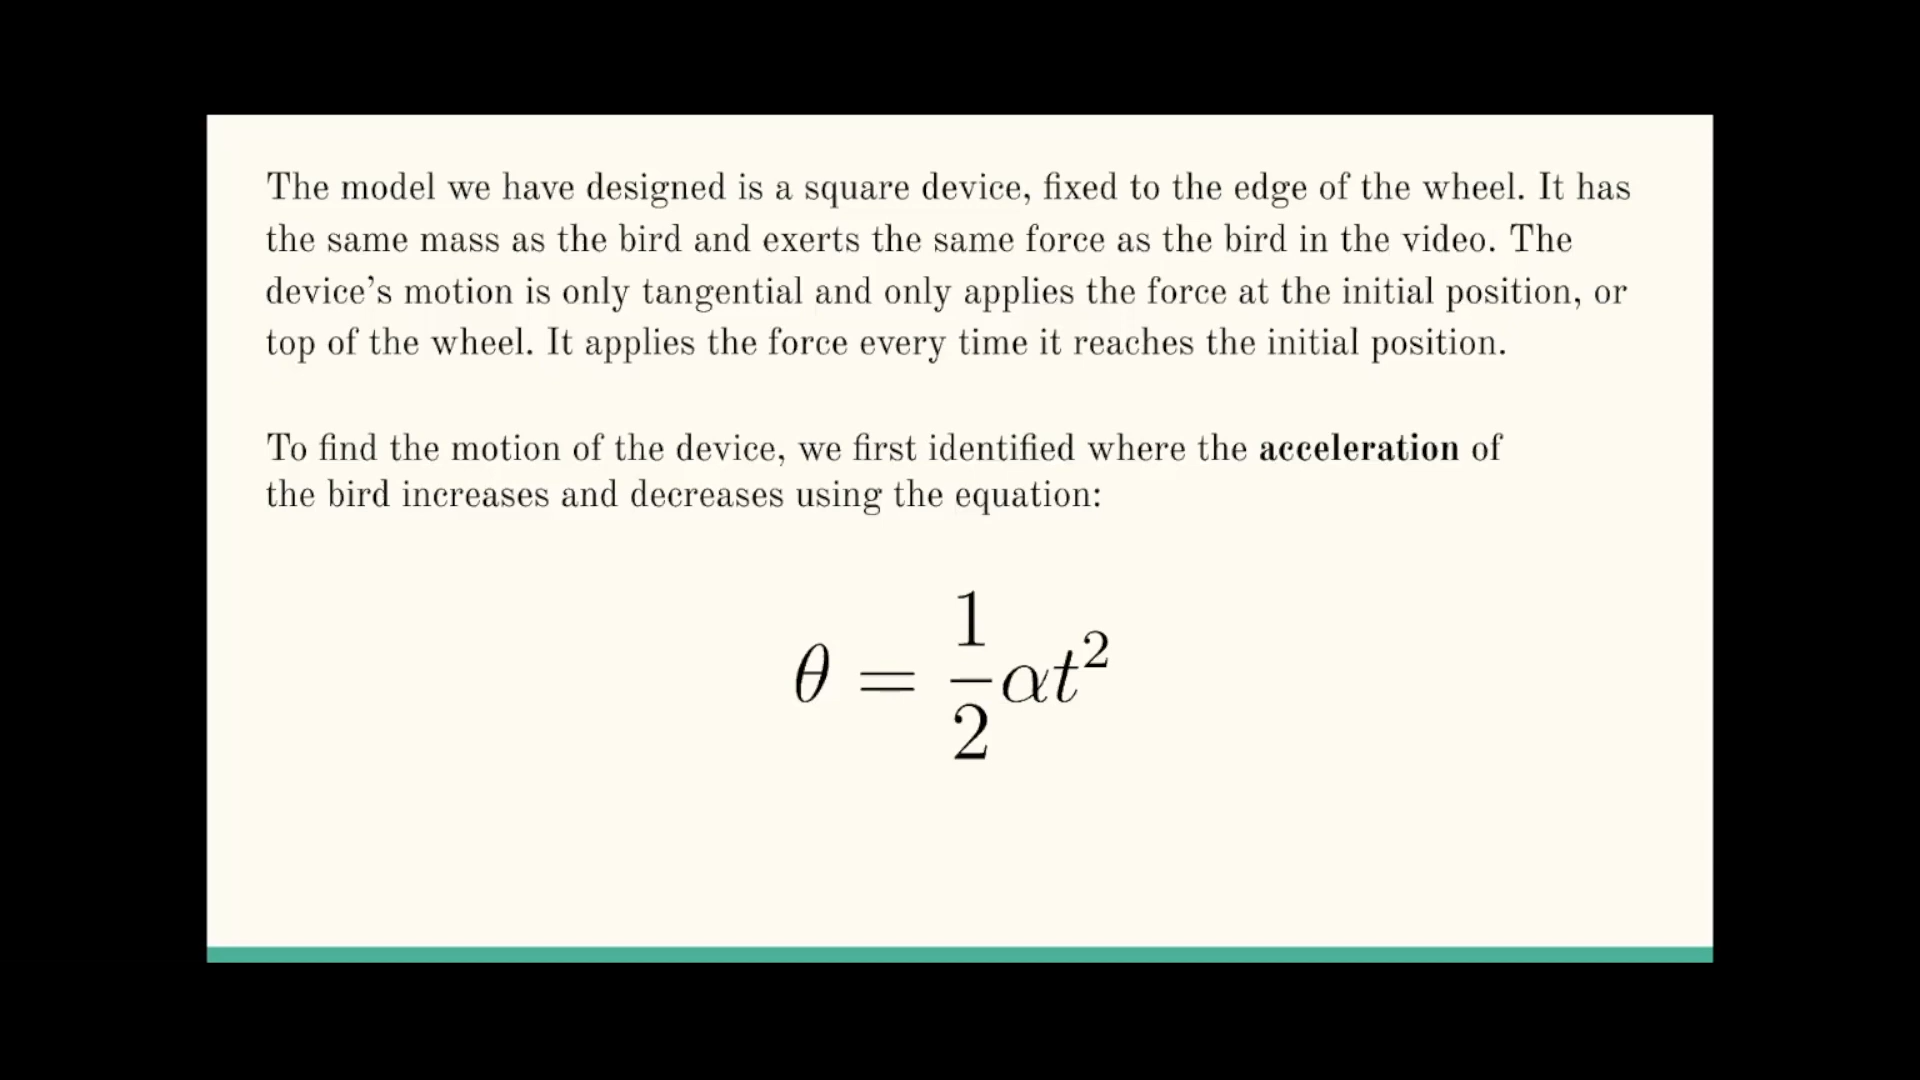 The model we have designed is a square device, fixed to the edge of the wheel. It has
the same mass as the bird and exerts the same force as the bird in the video. The
device’s motion is only tangential and only applies the force at the initial position, or
top of the wheel. It applies the force every time it reaches the initial position.
To find the motion of the device, we first identified where the acceleration of
the bird increases and decreases using the equation:
θ = 1/2 αt²